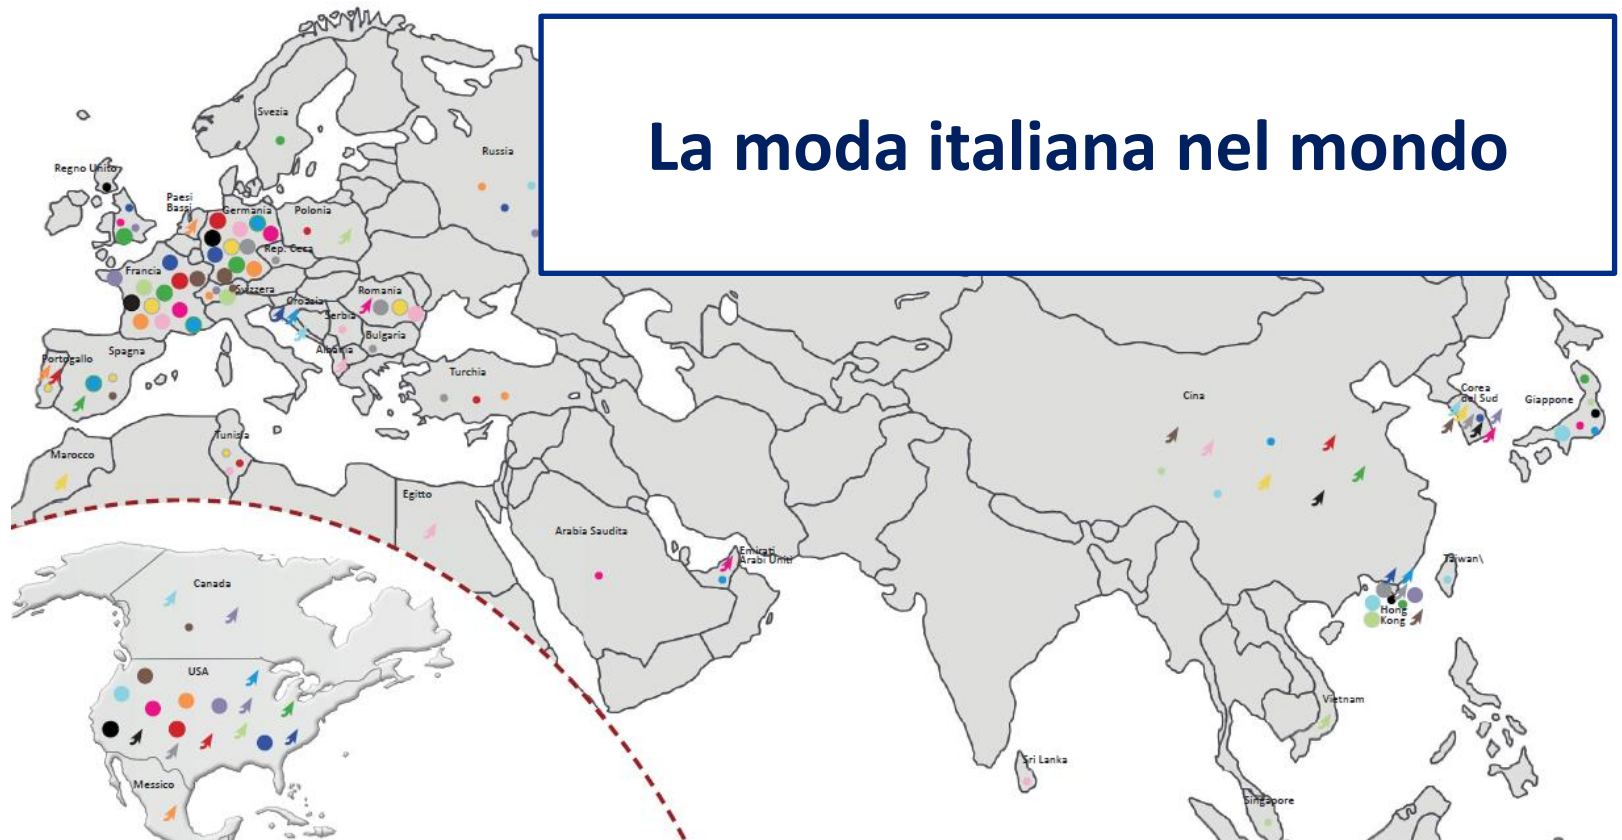 La moda italiana nel mondo
Svezia
Russia
Regno Unito
Paesi
Bassi
Germania
Polonia
Rep. Ceca
Francia
Svizzera
Romania
Croazia
Serbia
Bulgaria
Albania
Portogallo
Spagna
Turchia
Cina
Corea
del Sud
Giappone
Tunisia
Marocco
Egitto
Arabia Saudita
Emirati
Arabi Uniti
Taiwan\
Hong
Kong
Canada
USA
Messico
Vietnam
Sri Lanka
Singapore